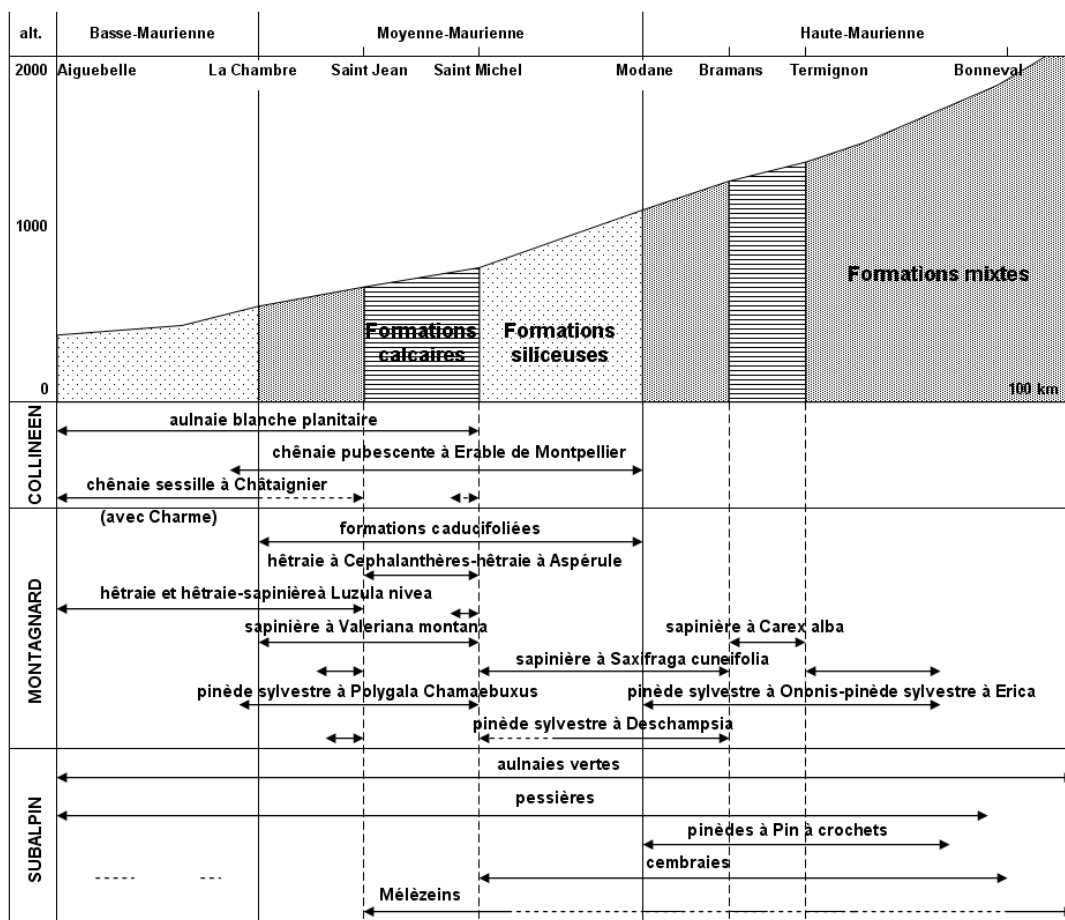 alt. Basse-Maurienne Moyenne-Maurienne Haute-Maurienne
2000 Aiguebelle La Chambre Saint Jean Saint Michel Modane Bramans Termignon Bonneval
1000
Formations mixtes
Formations Formations
calcaires siliceuses
0 100 km
COLLINEEN
aulnaie blanche planitaire
chênaie pubescente à Erable de Montpellier
chênaie sessille à Châtaignier
(avec Charme)
MONTAGNARD
formations caducifoliées
hêtraie à Cephalanthères-hêtraie à Aspérule
hêtraie et hêtraie-sapinièreà Luzula nivea
sapinière à Valeriana montana sapinière à Carex alba
sapinière à Saxifraga cuneifolia
pinède sylvestre à Polygala Chamaebuxus pinède sylvestre à Ononis-pinède sylvestre à Erica
pinède sylvestre à Deschampsia
SUBALPIN
aulnaies vertes
pessières
pinèdes à Pin à crochets
cembraies
Mélèzeins